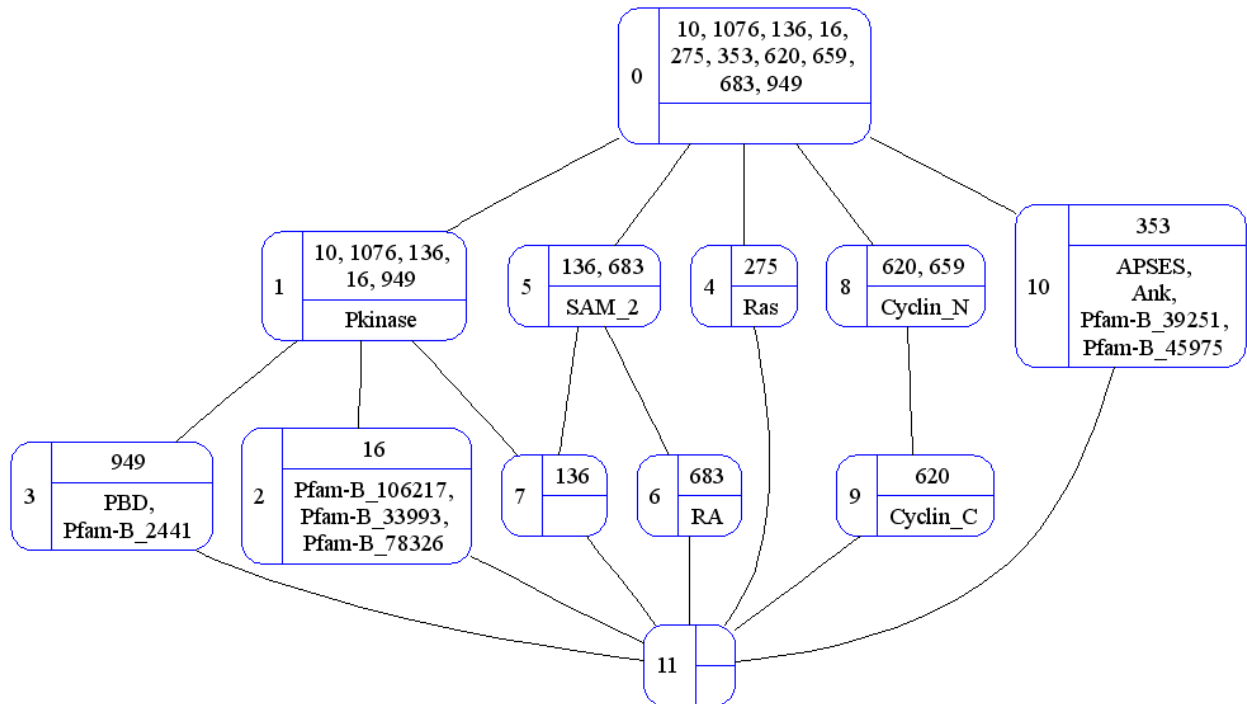 0
10, 1076, 136, 16,
275, 353, 620, 659,
683, 949
1
10, 1076, 136,
16, 949
Pkinase
5
136, 683
SAM_2
4
275
Ras
8
620, 659
Cyclin_N
10
353
APSES,
Ank,
Pfam-B_39251,
Pfam-B_45975
3
949
PBD,
Pfam-B_2441
2
16
Pfam-B_106217,
Pfam-B_33993,
Pfam-B_78326
7
136
6
683
RA
9
620
Cyclin_C
11